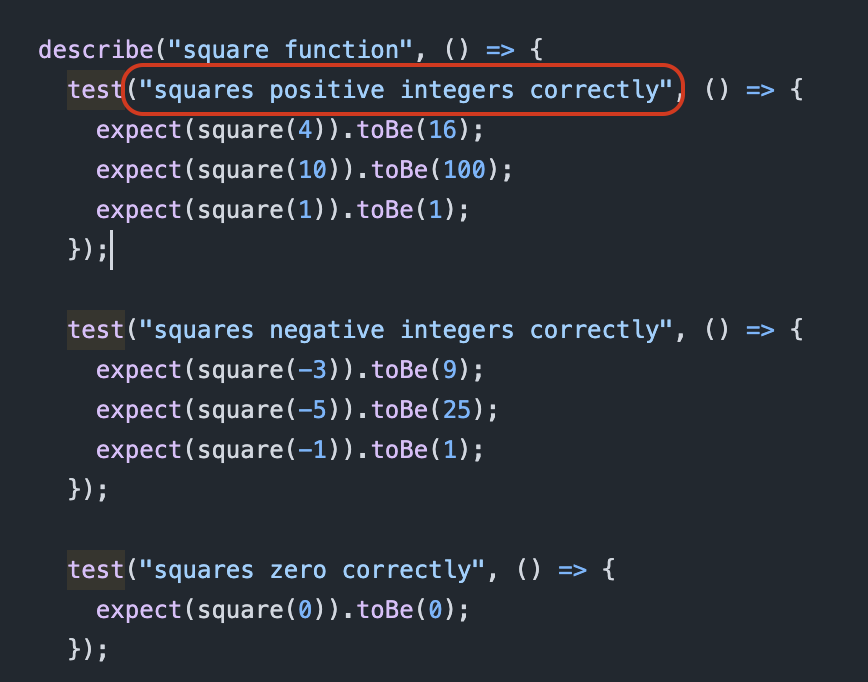 describe("square function", () => {
  test("squares positive integers correctly", () => {
    expect(square(4)).toBe(16);
    expect(square(10)).toBe(100);
    expect(square(1)).toBe(1);
  });

  test("squares negative integers correctly", () => {
    expect(square(-3)).toBe(9);
    expect(square(-5)).toBe(25);
    expect(square(-1)).toBe(1);
  });

  test("squares zero correctly", () => {
    expect(square(0)).toBe(0);
  });